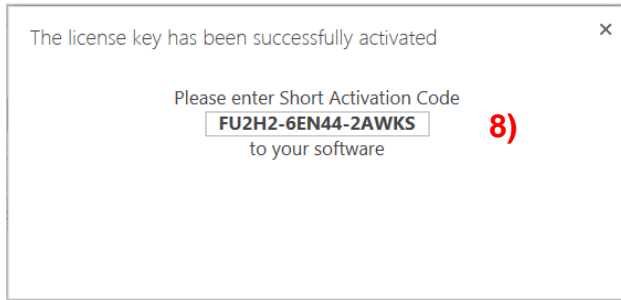 The license key has been successfully activated ×
Please enter Short Activation Code
FU2H2-6EN44-2AWKS 8)
to your software